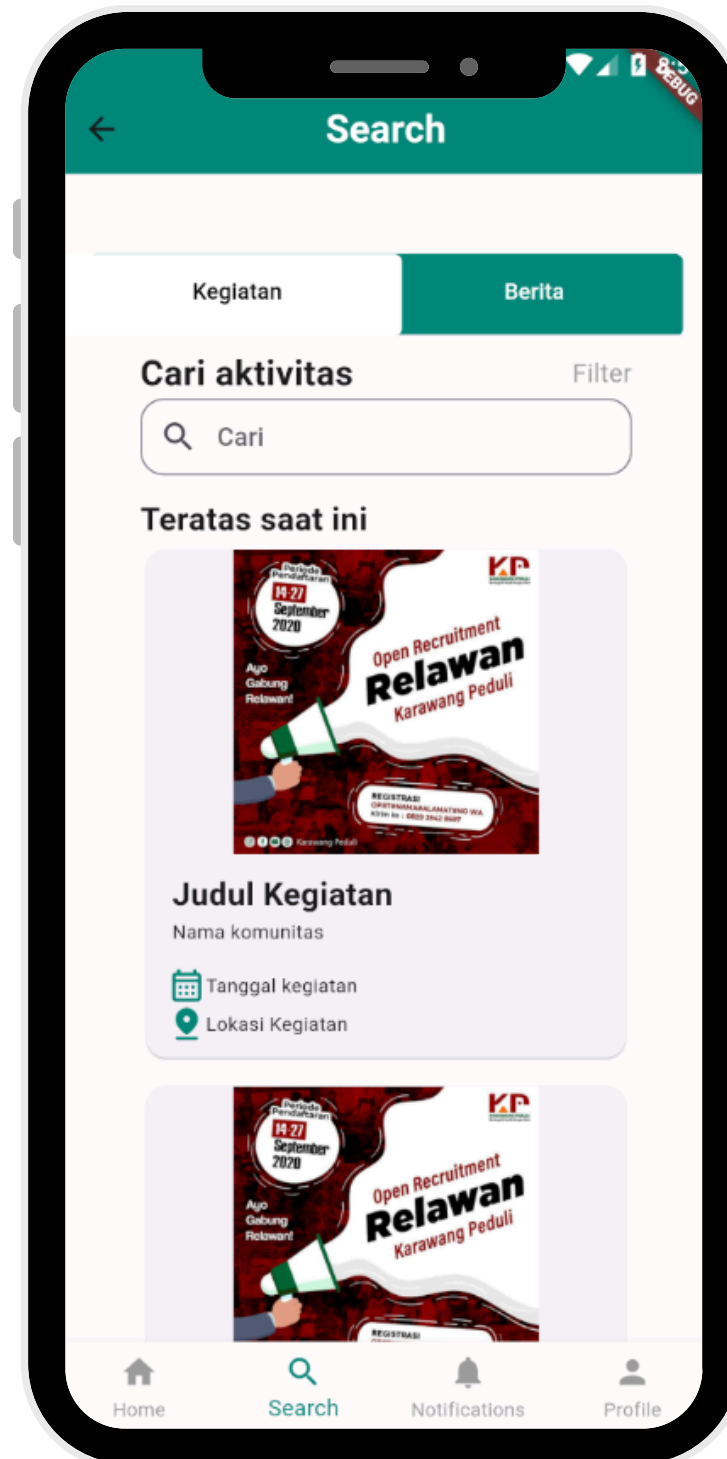 8:5
DEBUG
Search
Kegiatan
Berita
Cari aktivitas
Filter
Cari
Teratas saat ini
Periode
Pendaftaran
14-27
September
2020
KP
Open Recruitment
Relawan
Karawang Peduli
Ayo
Gabung
Relawan!
REGISTRASI
Karawang Peduli
Judul Kegiatan
Nama komunitas
Tanggal kegiatan
Lokasi Kegiatan
Periode
Pendaftaran
14-27
September
2020
KP
Open Recruitment
Relawan
Karawang Peduli
Ayo
Gabung
Relawan!
REGISTRASI
Home
Search
Notifications
Profile